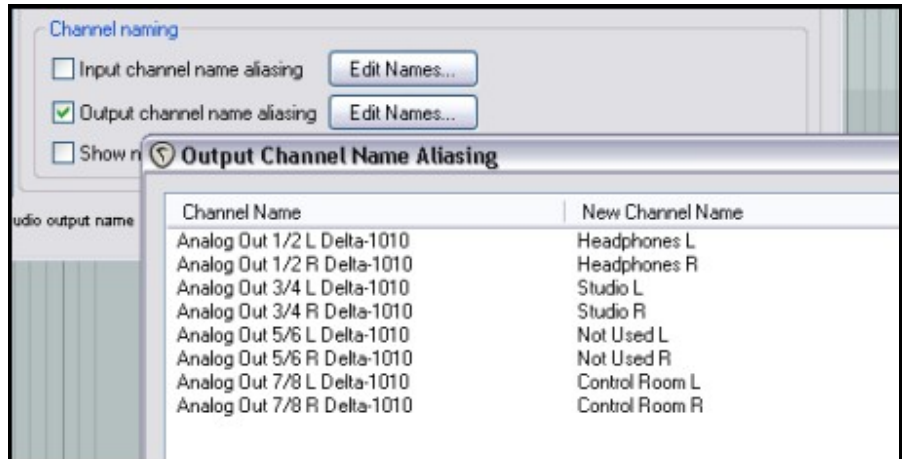 Channel naming
Input channel name aliasing Edit Names...
Output channel name aliasing Edit Names...
Show n
Output Channel Name Aliasing
udio output name
Channel Name New Channel Name
Analog Out 1/2 L Delta-1010 Headphones L
Analog Out 1/2 R Delta-1010 Headphones R
Analog Out 3/4 L Delta-1010 Studio L
Analog Out 3/4 R Delta-1010 Studio R
Analog Out 5/6 L Delta-1010 Not Used L
Analog Out 5/6 R Delta-1010 Not Used R
Analog Out 7/8 L Delta-1010 Control Room L
Analog Out 7/8 R Delta-1010 Control Room R